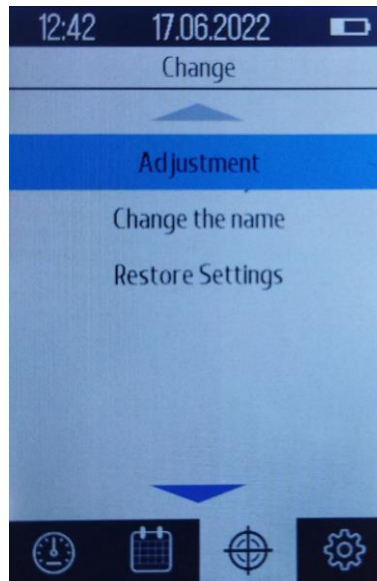 12:42 17.06.2022
Change
Adjustment
Change the name
Restore Settings